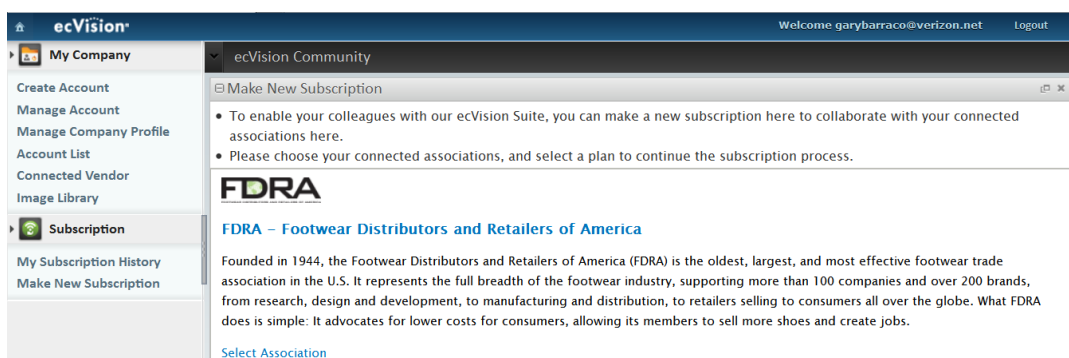 ecVision
Welcome garybarraco@verizon.net Logout
My Company
Create Account
Manage Account
Manage Company Profile
Account List
Connected Vendor
Image Library
Subscription
My Subscription History
Make New Subscription
ecVision Community
Make New Subscription
• To enable your colleagues with our ecVision Suite, you can make a new subscription here to collaborate with your connected
associations here.
• Please choose your connected associations, and select a plan to continue the subscription process.
FDRA
FDRA – Footwear Distributors and Retailers of America
Founded in 1944, the Footwear Distributors and Retailers of America (FDRA) is the oldest, largest, and most effective footwear trade
association in the U.S. It represents the full breadth of the footwear industry, supporting more than 100 companies and over 200 brands,
from research, design and development, to manufacturing and distribution, to retailers selling to consumers all over the globe. What FDRA
does is simple: It advocates for lower costs for consumers, allowing its members to sell more shoes and create jobs.
Select Association